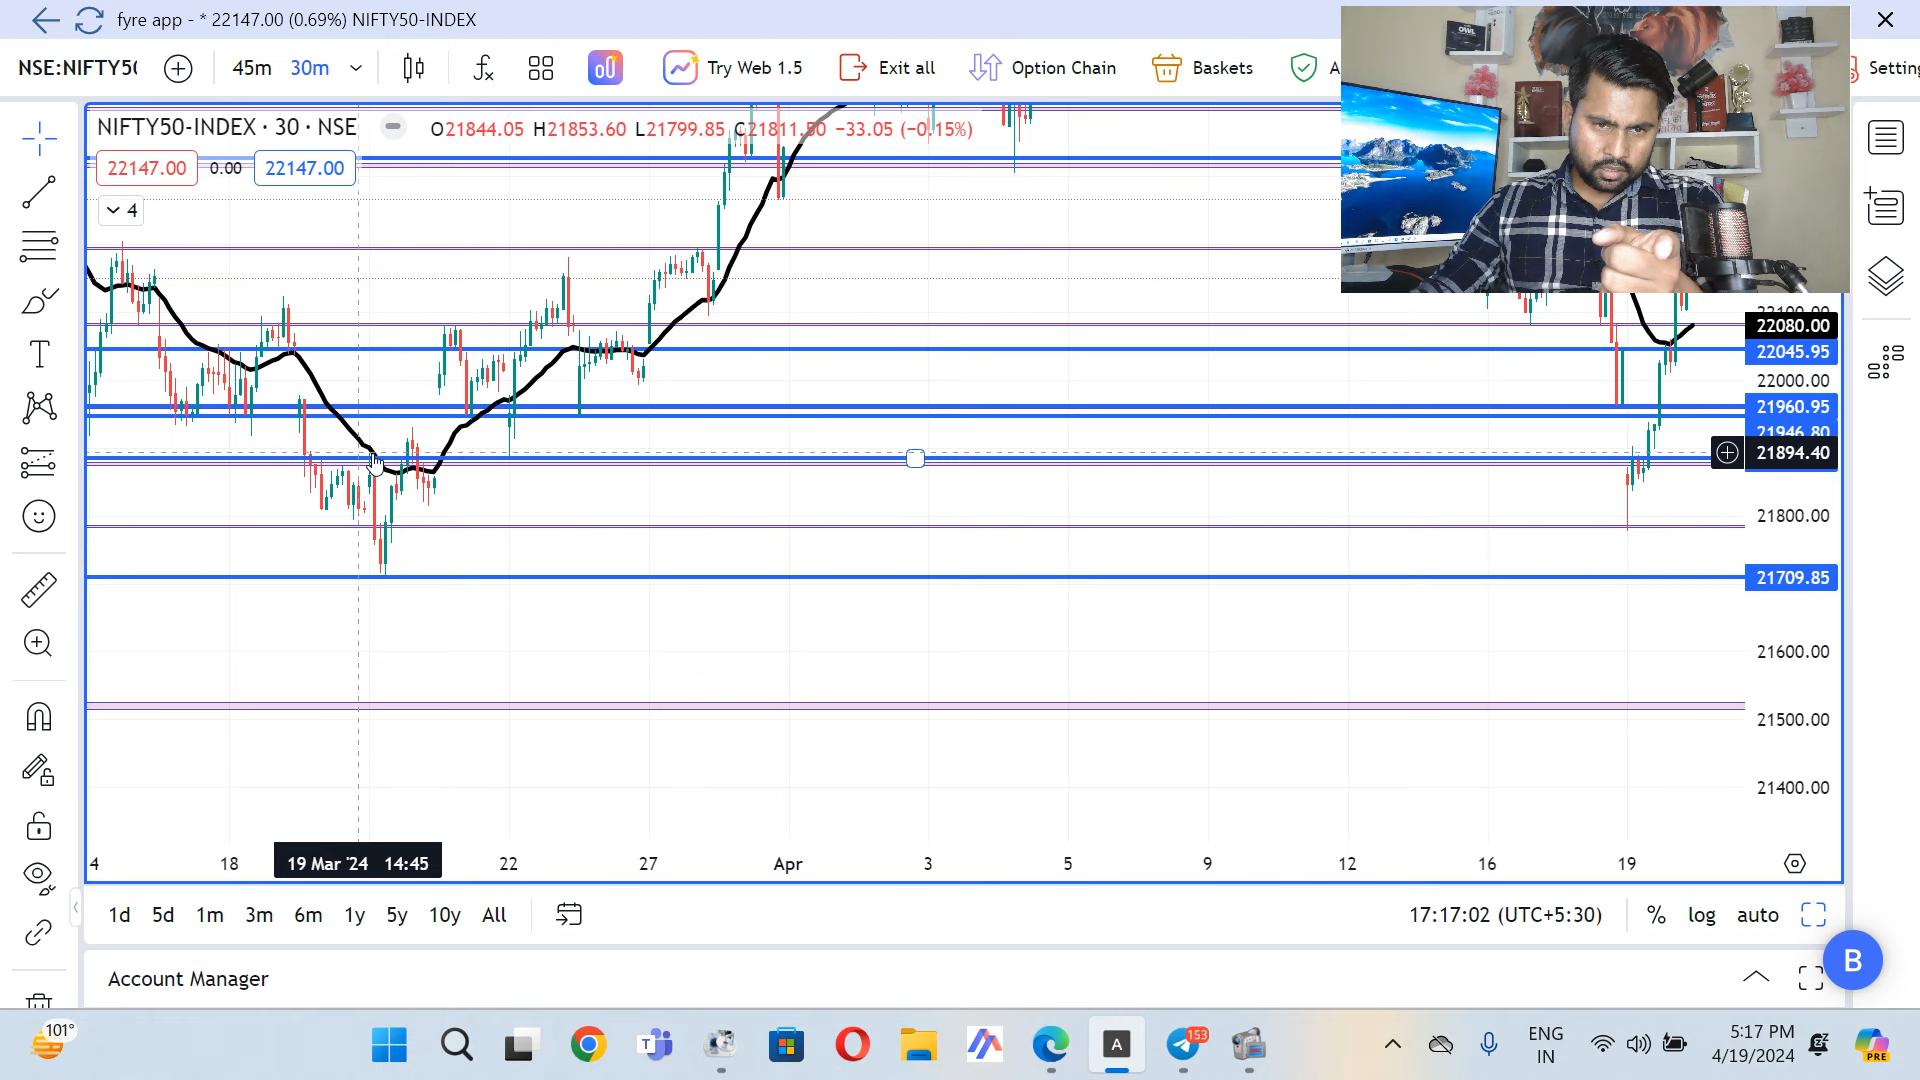 fyre app - * 22147.00 (0.69%) NIFTY50-INDEX
NSE:NIFTY50
45m 30m
Try Web 1.5
Exit all
Option Chain
Baskets
A
Setting
NIFTY50-INDEX · 30 · NSE
O21844.05 H21853.60 L21799.85 C21811.50 −33.05 (−0.15%)
22147.00 0.00 22147.00
4
22100.00
22080.00
22045.95
22000.00
21960.95
21946.80
21894.40
21800.00
21709.85
21600.00
21500.00
21400.00
4 18 19 Mar '24 14:45 22 27 Apr 3 5 9 12 16 19
1d 5d 1m 3m 6m 1y 5y 10y All
17:17:02 (UTC+5:30) % log auto
B
Account Manager
101°
153
PRE
A
ENG
IN
5:17 PM
4/19/2024
OWL